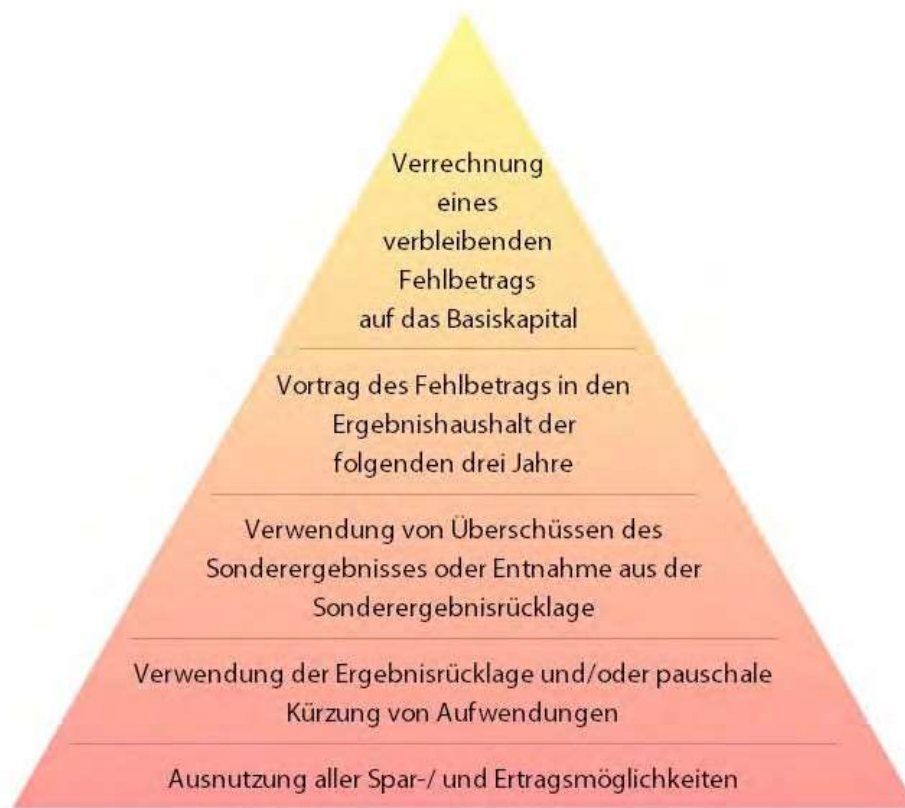 Verrechnung
eines
verbleibenden
Fehlbetrags
auf das Basiskapital
Vortrag des Fehlbetrags in den
Ergebnishaushalt der
folgenden drei Jahre
Verwendung von Überschüssen des
Sonderergebnisses oder Entnahme aus der
Sonderergebnisrücklage
Verwendung der Ergebnisrücklage und/oder pauschale
Kürzung von Aufwendungen
Ausnutzung aller Spar-/ und Ertragsmöglichkeiten